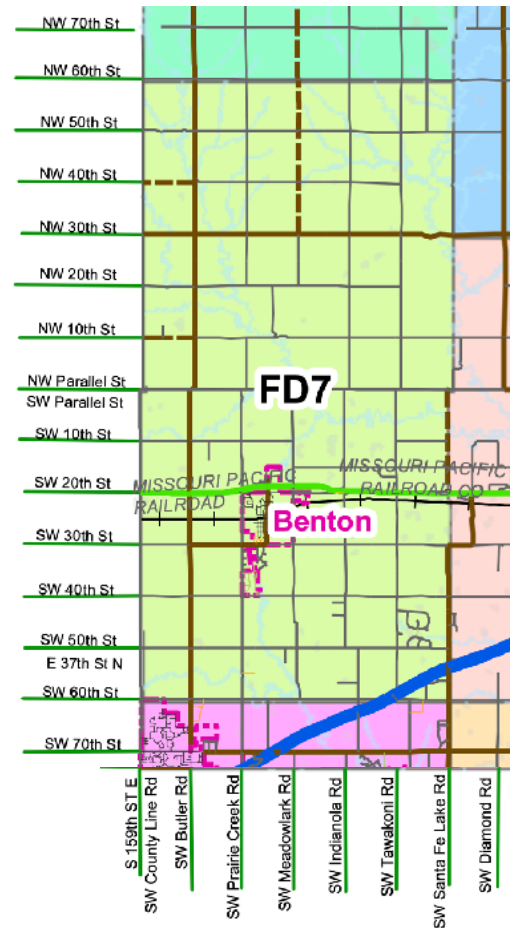 NW 70th St
NW 60th St
NW 50th St
NW 40th St
NW 30th St
NW 20th St
NW 10th St
NW Parallel St
SW Parallel St
FD7
SW 10th St
SW 20th St
MISSOURI PACIFIC
RAILROAD
MISSOURI PACIFIC
RAILROAD CO
Benton
SW 30th St
SW 40th St
SW 50th St
E 37th St N
SW 60th St
SW 70th St
S 159th ST E
SW County Line Rd
SW Butler Rd
SW Prairie Creek Rd
SW Meadowlark Rd
SW Indianola Rd
SW Tawakoni Rd
SW Santa Fe Lake Rd
SW Diamond Rd